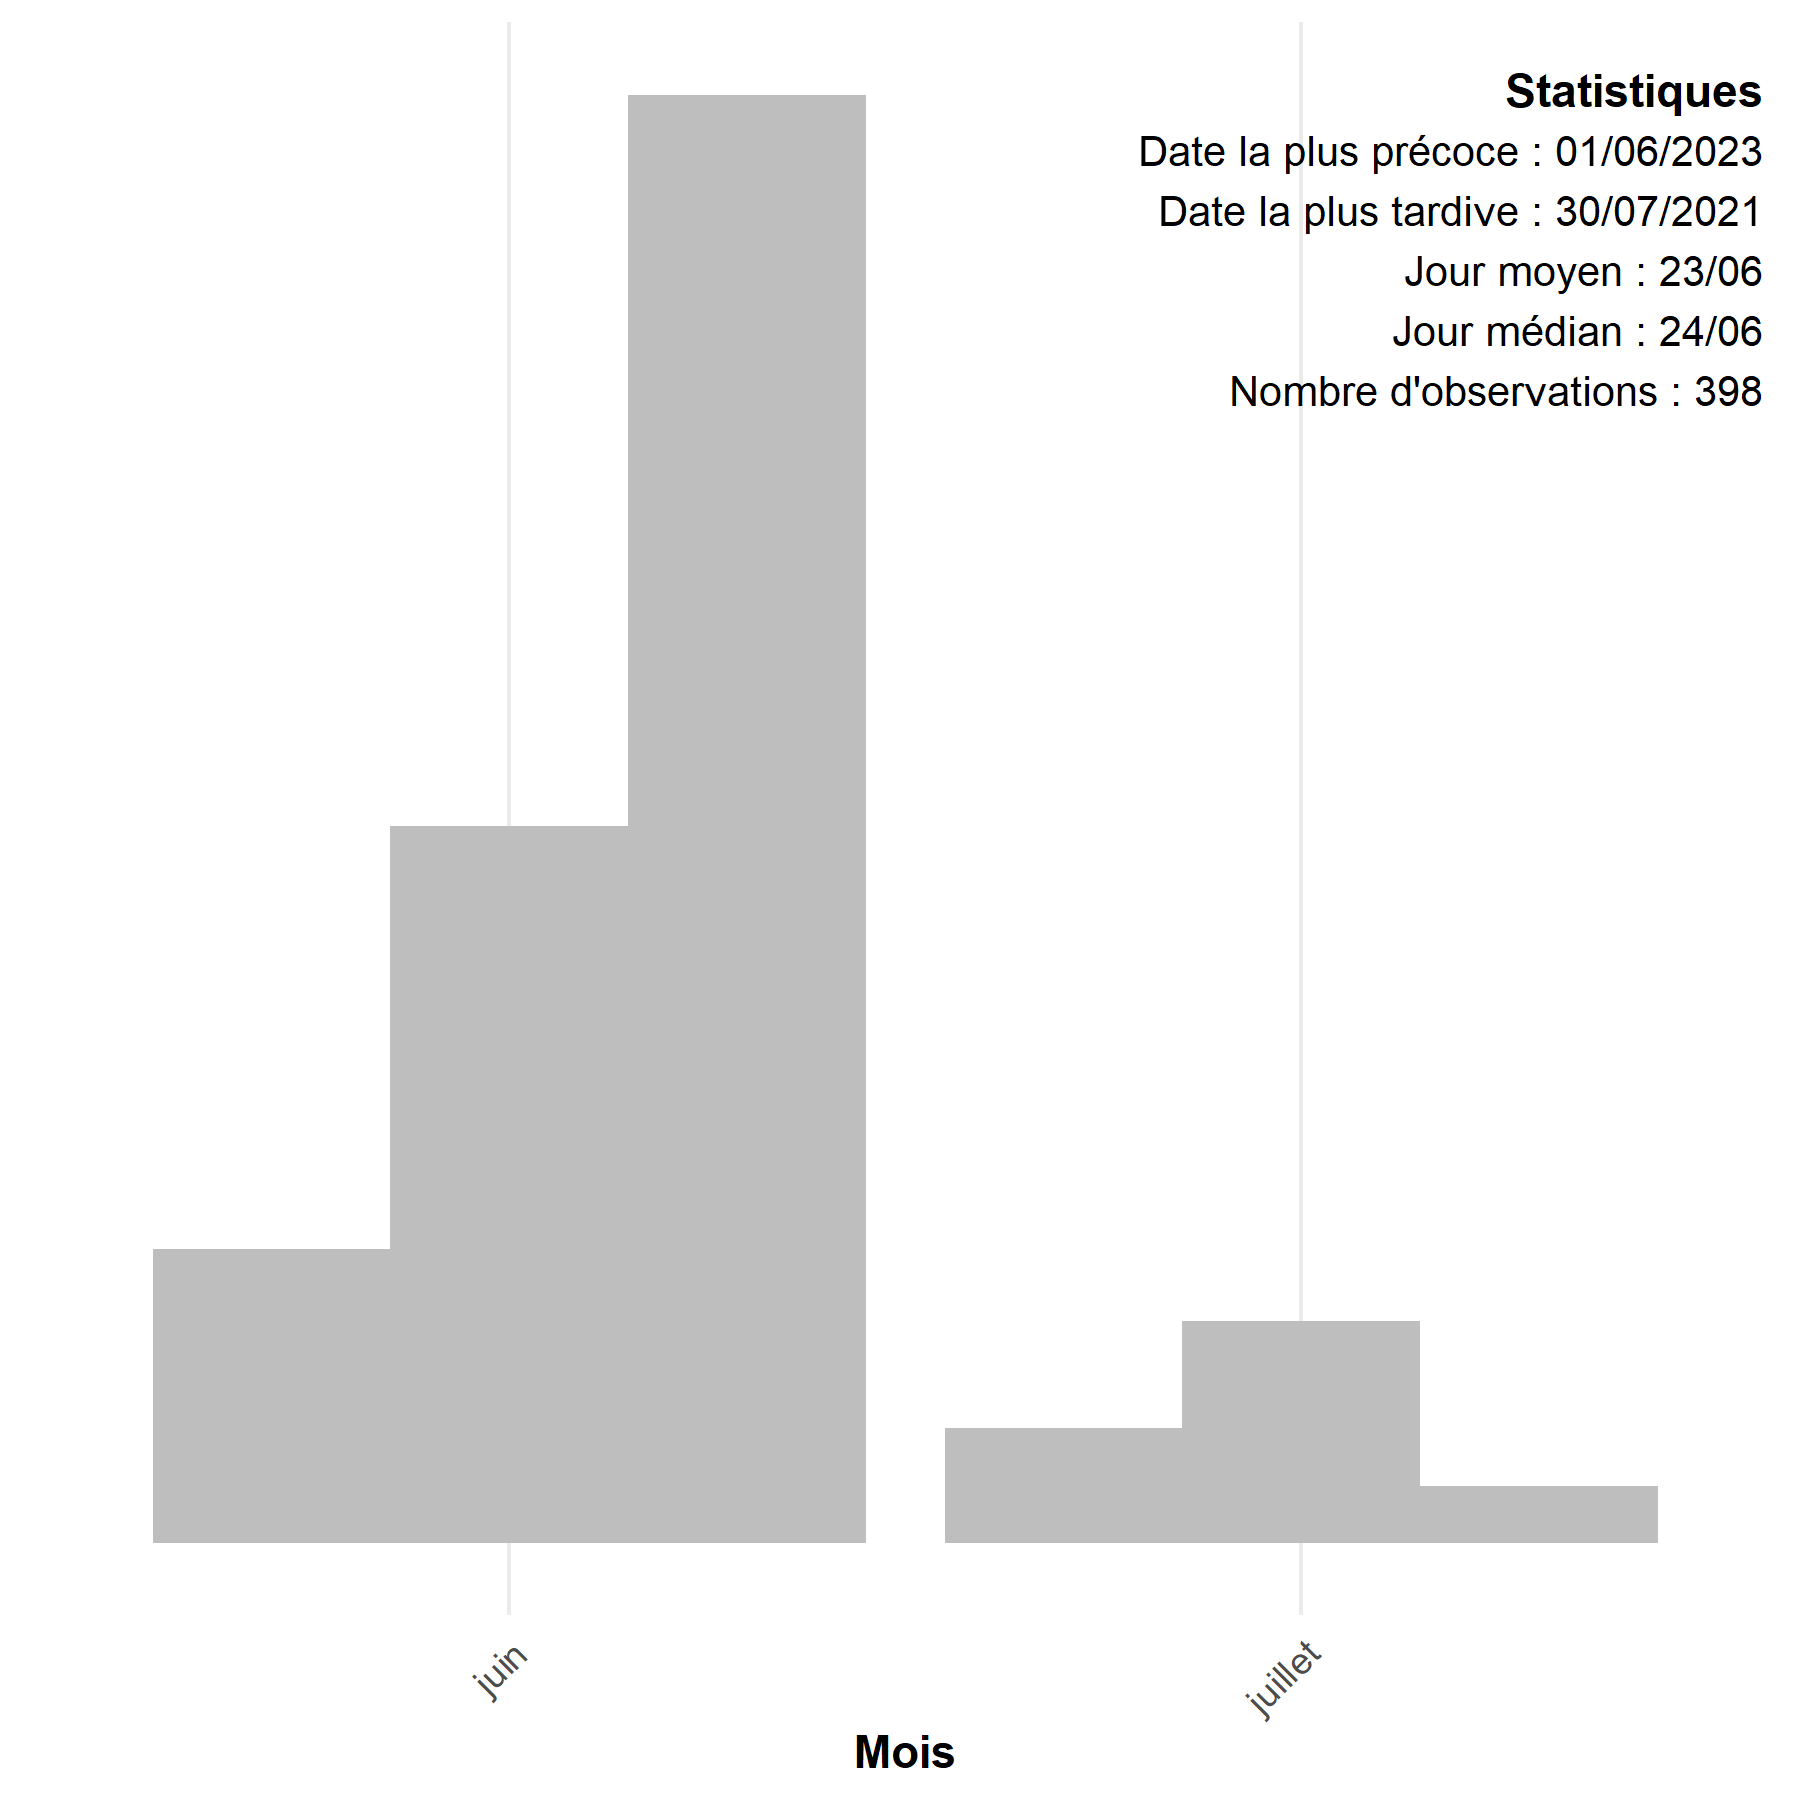 Statistiques
Date la plus précoce : 01/06/2023
Date la plus tardive : 30/07/2021
Jour moyen : 23/06
Jour médian : 24/06
Nombre d'observations : 398
juin
juillet
Mois